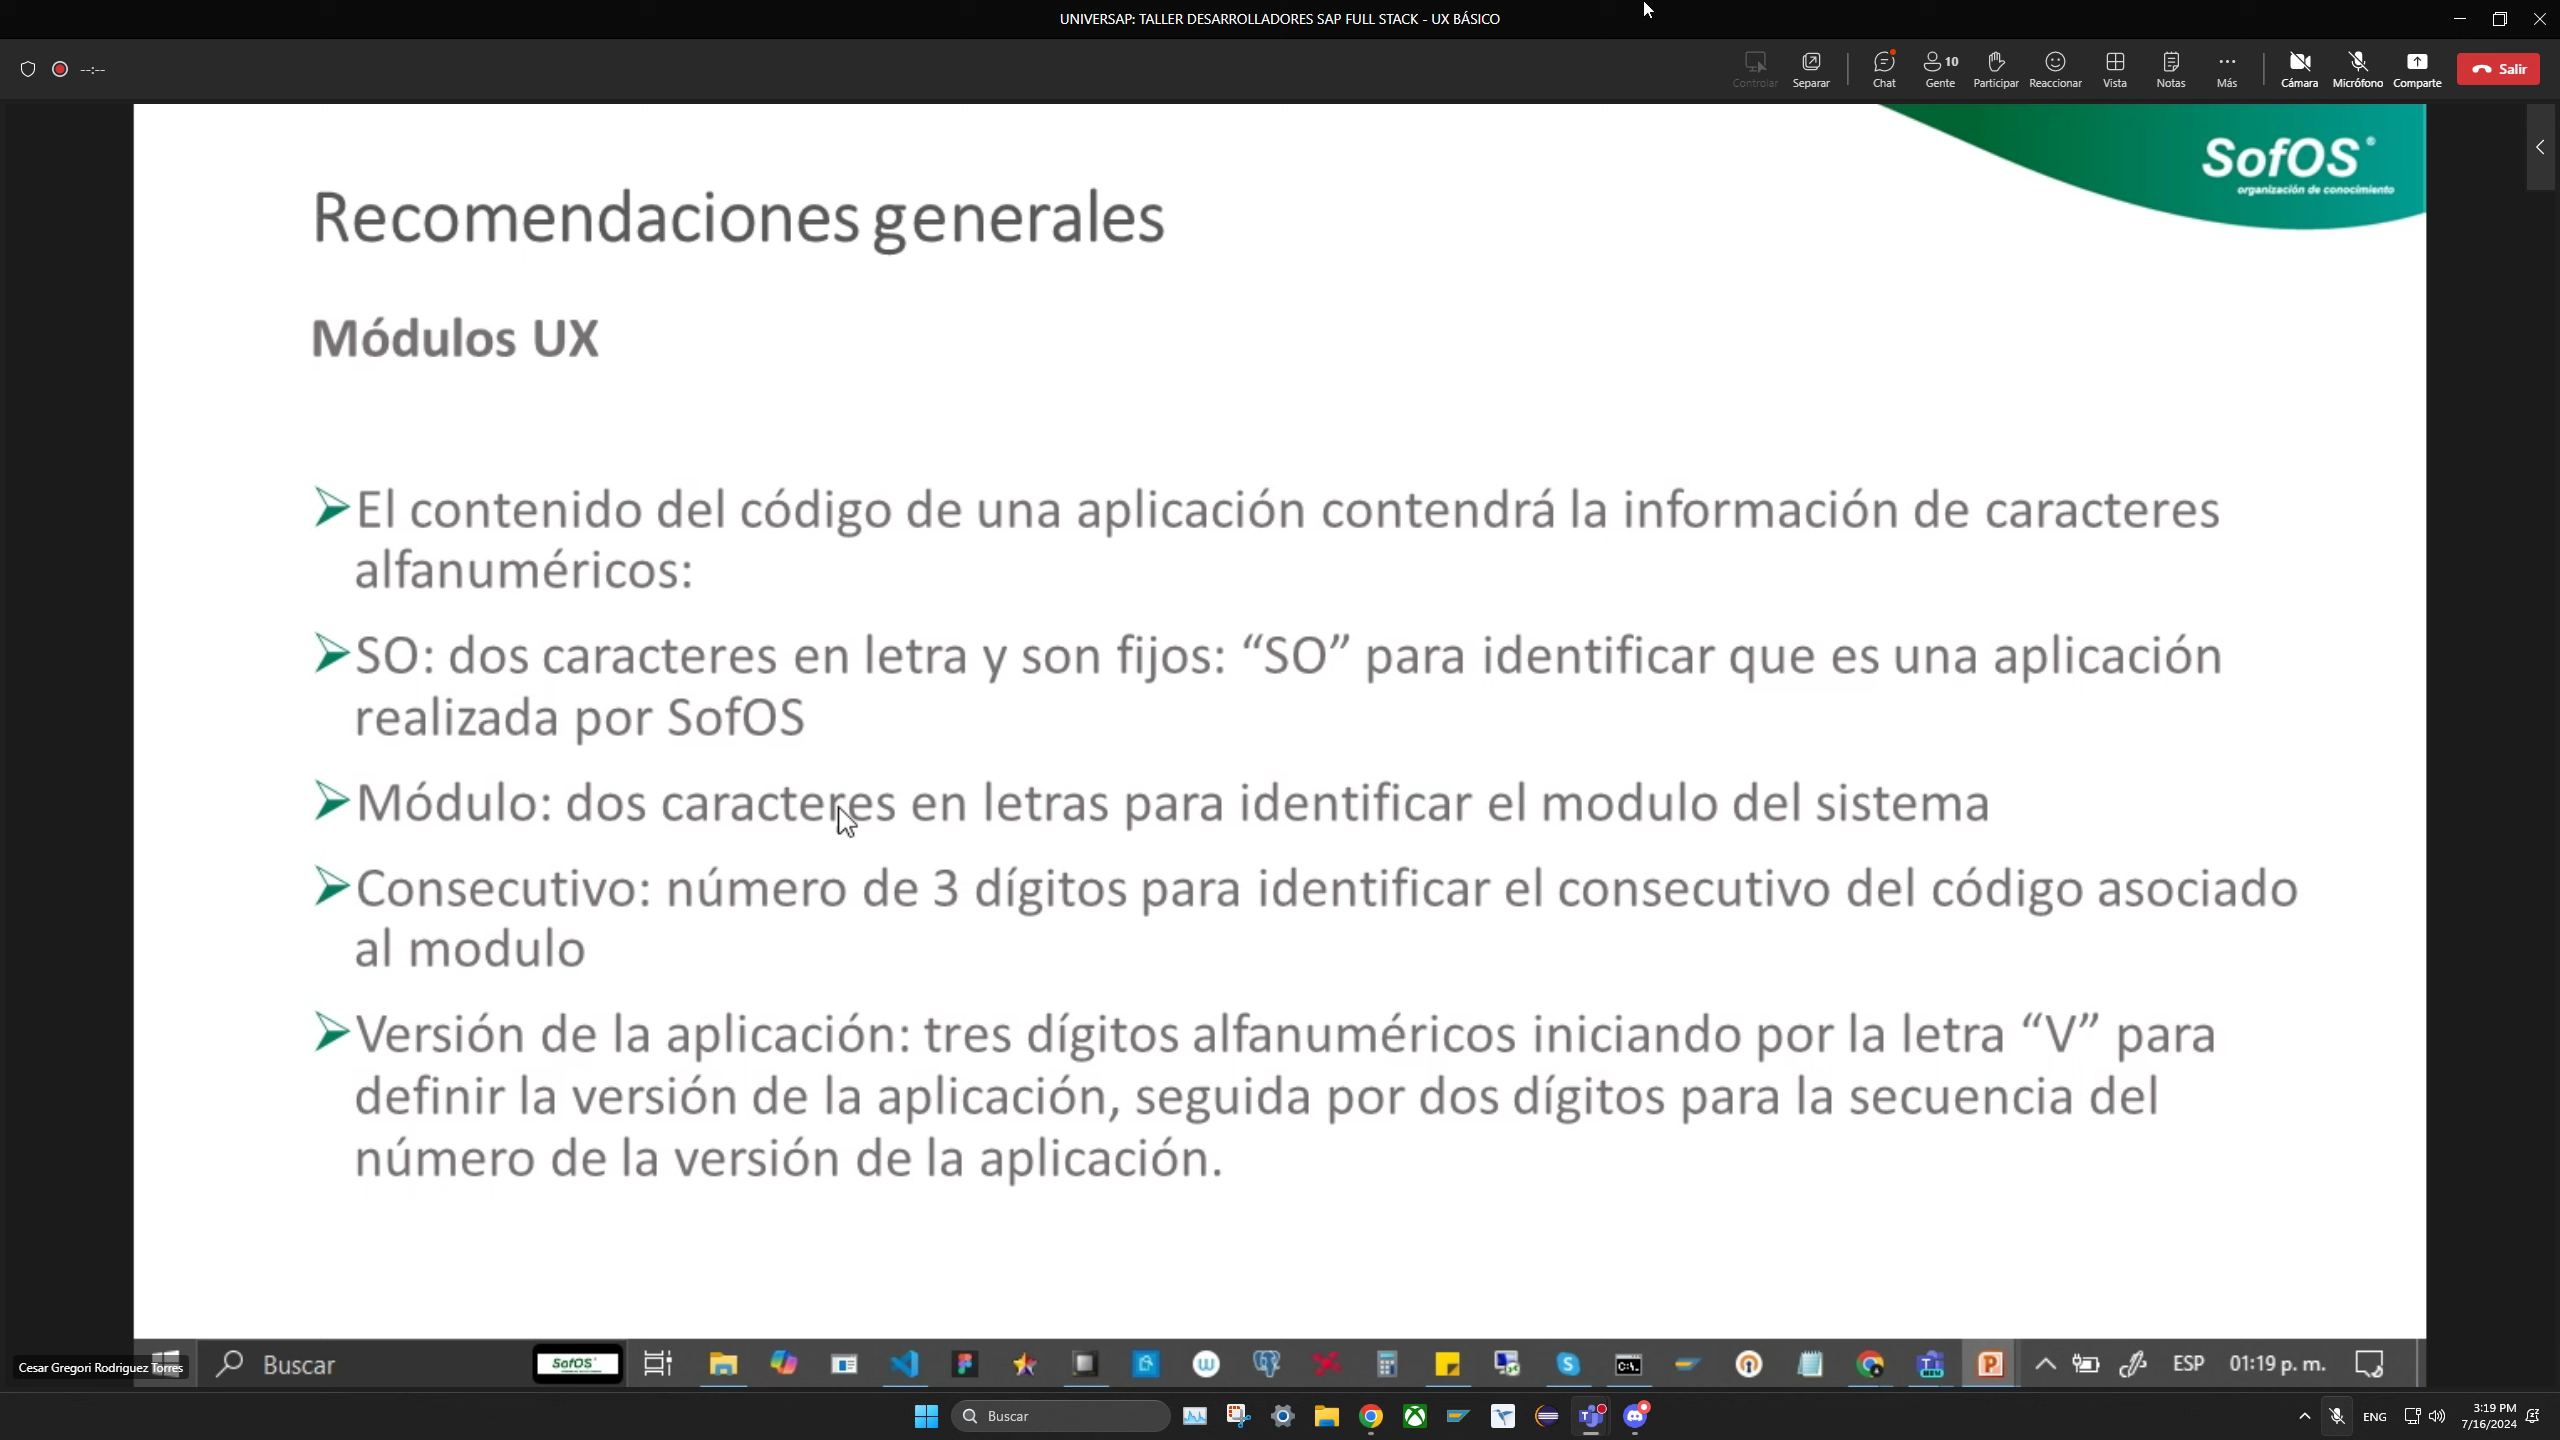 UNIVERSAP: TALLER DESARROLLADORES SAP FULL STACK - UX BÁSICO
--:--
Controlar
Separar
Chat
10
Gente
Participar
Reaccionar
Vista
Notas
Más
Cámara
Micrófono
Comparte
Salir
SofOS®
organización de conocimiento
Recomendaciones generales
Módulos UX
El contenido del código de una aplicación contendrá la información de caracteres
alfanuméricos:
SO: dos caracteres en letra y son fijos: “SO” para identificar que es una aplicación
realizada por SofOS
Módulo: dos caracteres en letras para identificar el modulo del sistema
Consecutivo: número de 3 dígitos para identificar el consecutivo del código asociado
al modulo
Versión de la aplicación: tres dígitos alfanuméricos iniciando por la letra “V” para
definir la versión de la aplicación, seguida por dos dígitos para la secuencia del
número de la versión de la aplicación.
Cesar Gregori Rodriguez Torres
Buscar
SofOS
ESP
01:19 p. m.
Buscar
ENG
3:19 PM
7/16/2024